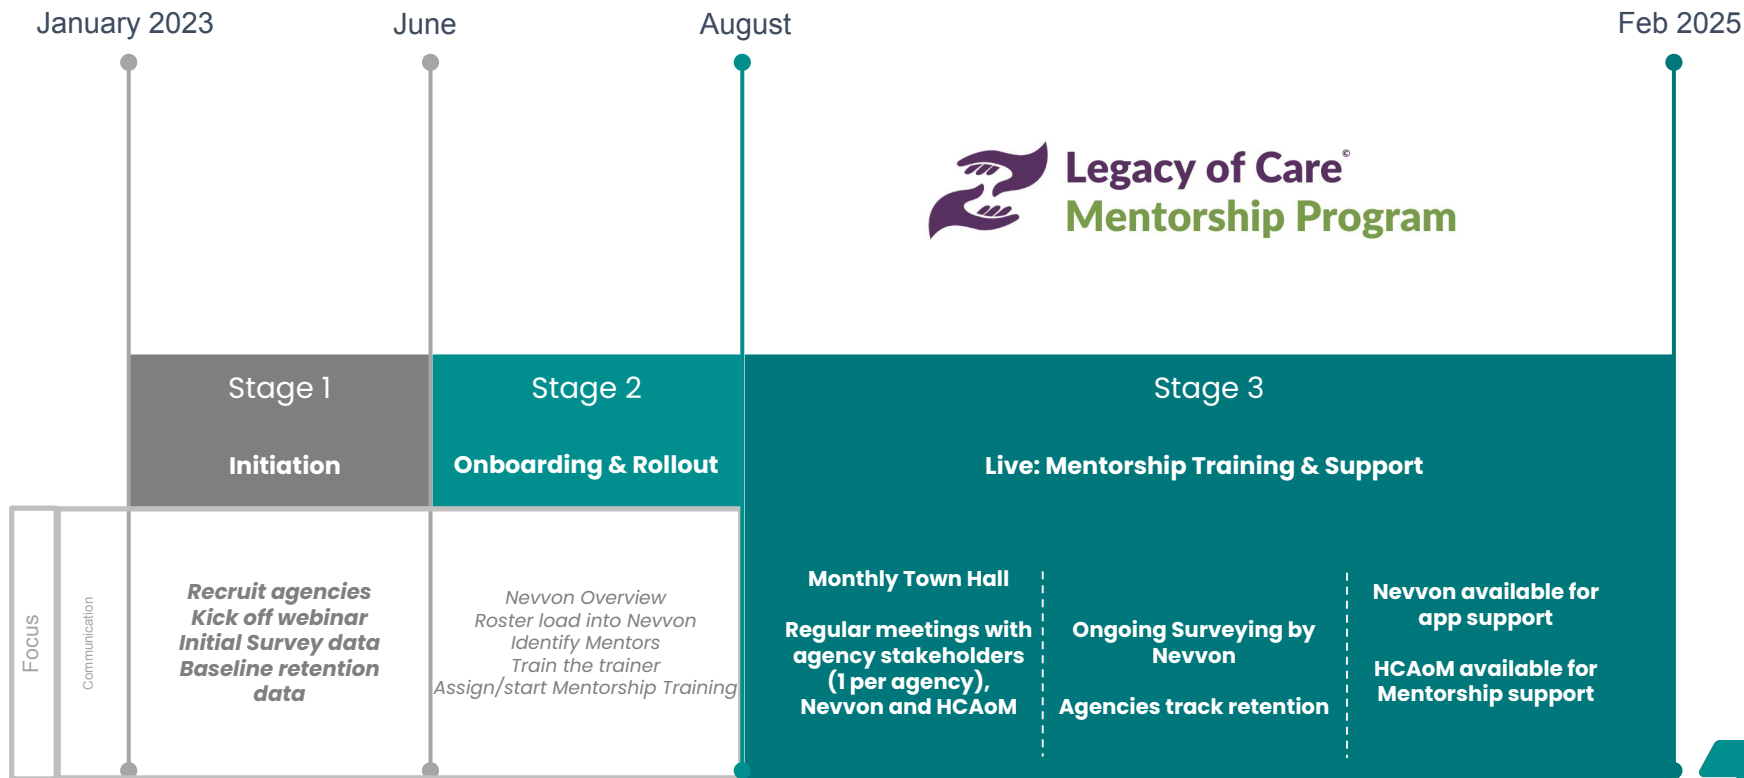 January 2023
June
August
Feb 2025
Legacy of Care©
Mentorship Program
Stage 1
Initiation
Stage 2
Onboarding & Rollout
Stage 3
Live: Mentorship Training & Support
Focus
Communication
Recruit agencies
Kick off webinar
Initial Survey data
Baseline retention
data
Nevvon Overview
Roster load into Nevvon
Identify Mentors
Train the trainer
Assign/start Mentorship Training
Monthly Town Hall
Regular meetings with
agency stakeholders
(1 per agency),
Nevvon and HCAoM
Ongoing Surveying by
Nevvon
Agencies track retention
Nevvon available for
app support
HCAoM available for
Mentorship support